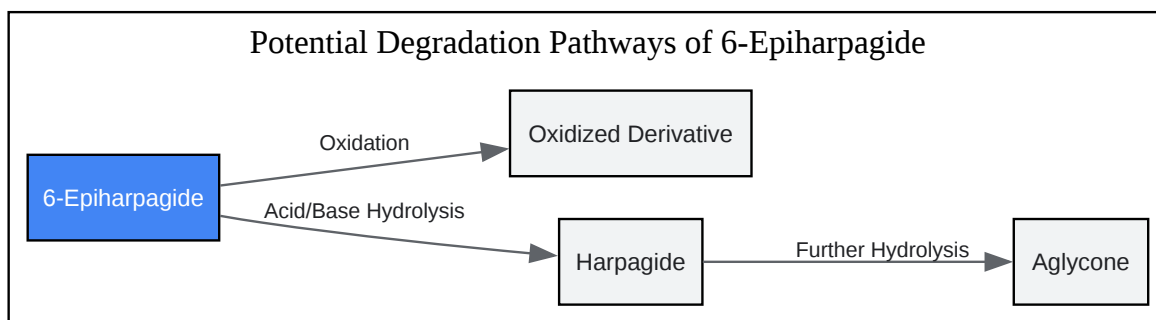 Potential Degradation Pathways of 6-Epiharpagide
Oxidation
Oxidized Derivative
6-Epiharpagide
Acid/Base Hydrolysis
Harpagide
Further Hydrolysis
Aglycone